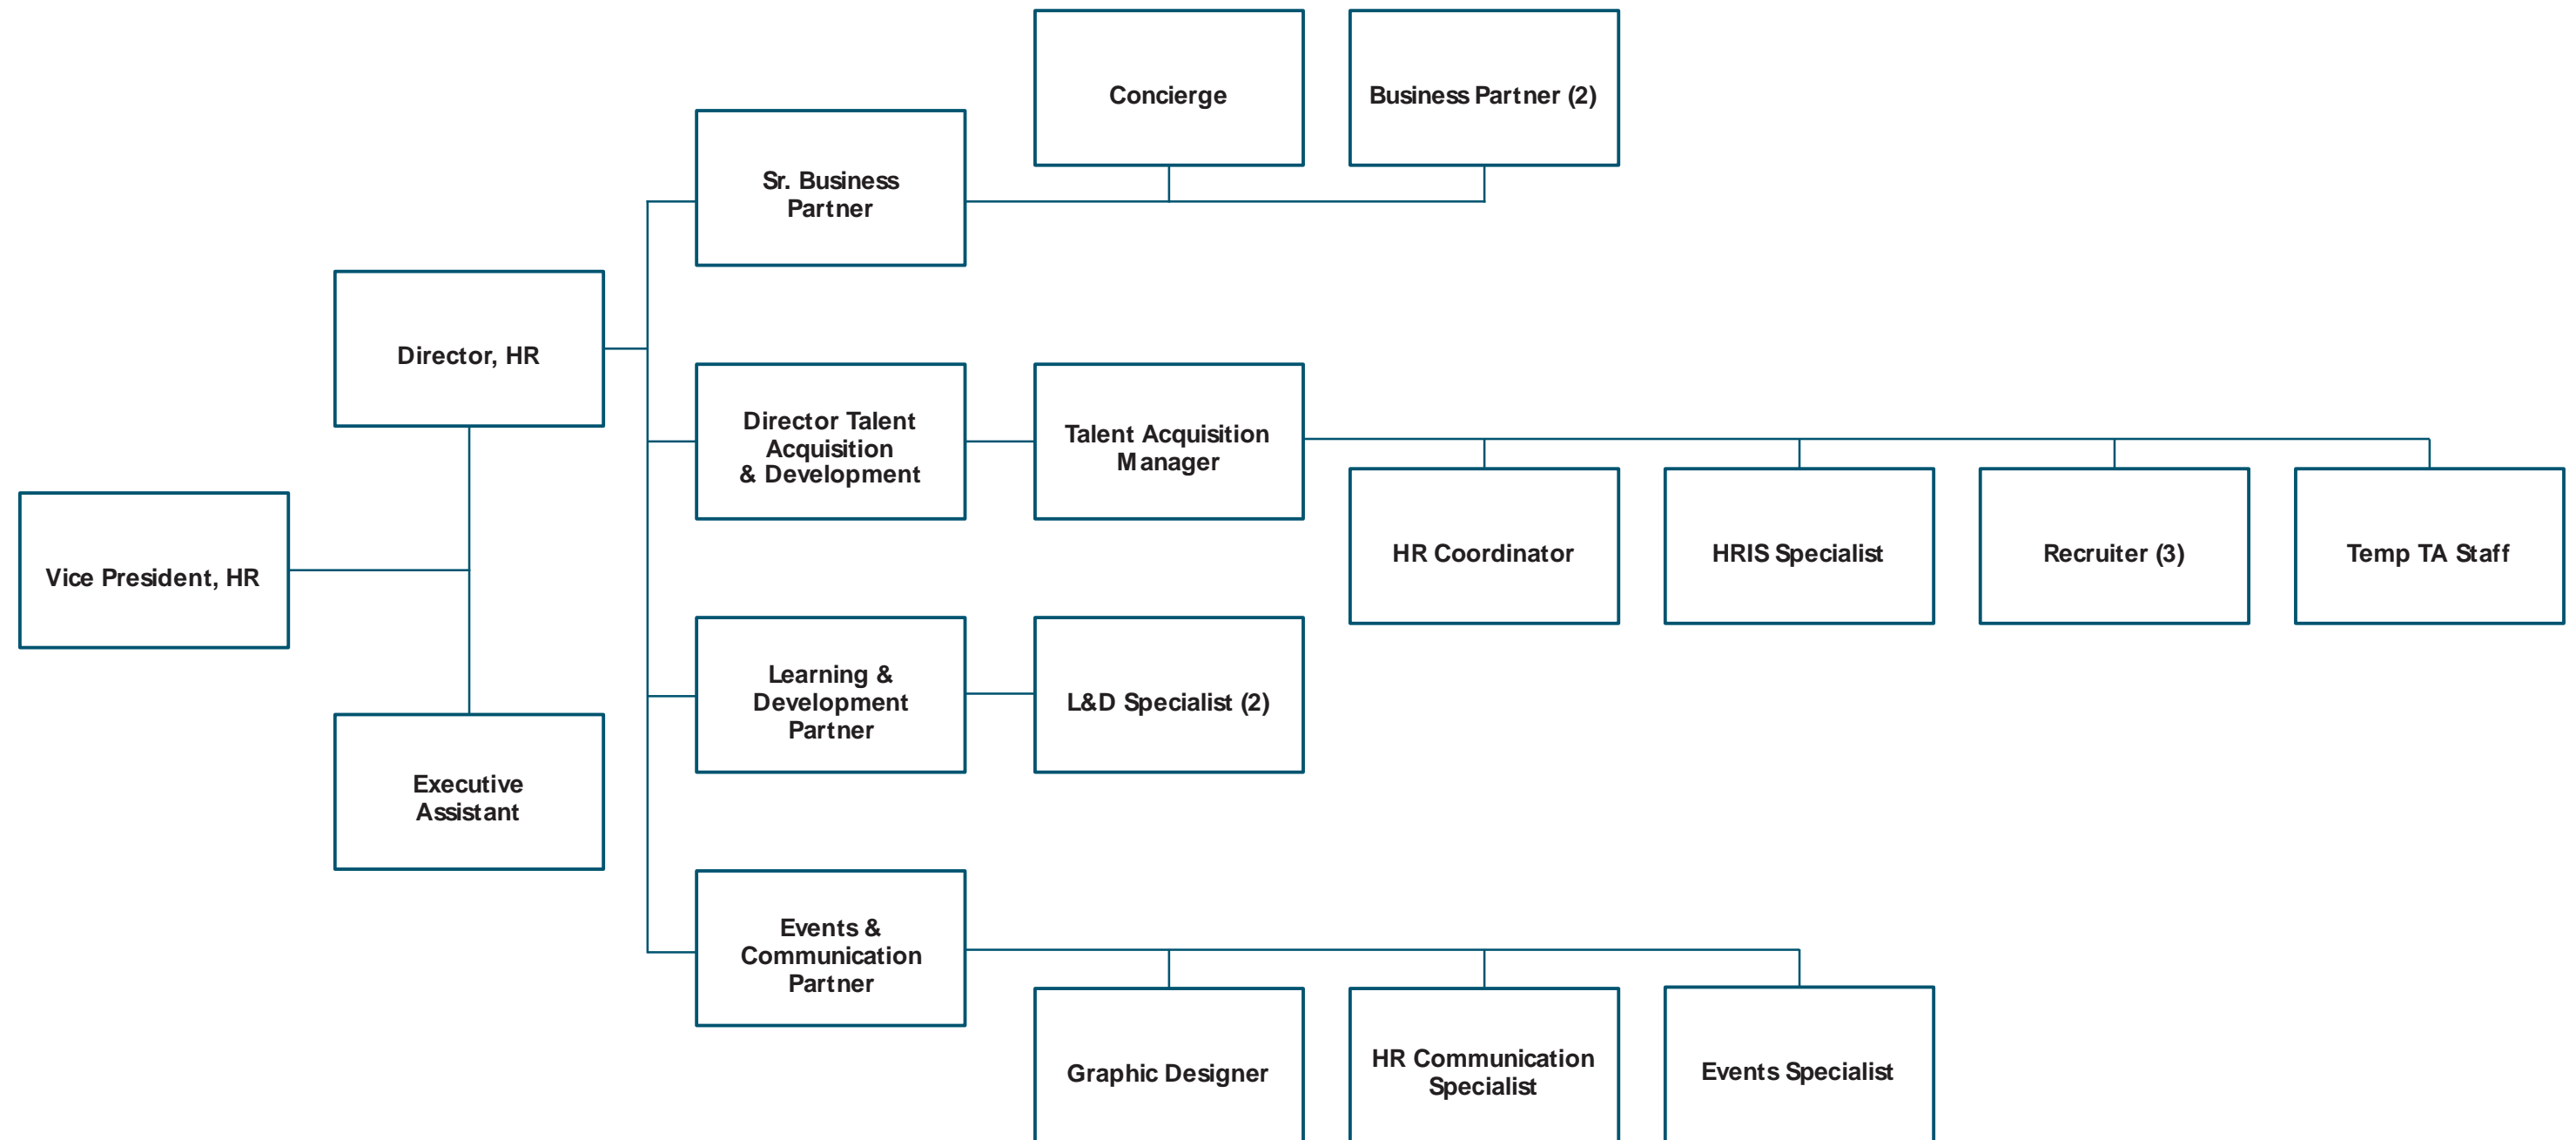 Concierge
Business Partner (2)
Sr. Business
Partner
Director, HR
Director Talent
Acquisition
& Development
Talent Acquisition
Manager
HR Coordinator
HRIS Specialist
Recruiter (3)
Temp TA Staff
Vice President, HR
Learning &
Development
Partner
L&D Specialist (2)
Executive
Assistant
Events &
Communication
Partner
Graphic Designer
HR Communication
Specialist
Events Specialist